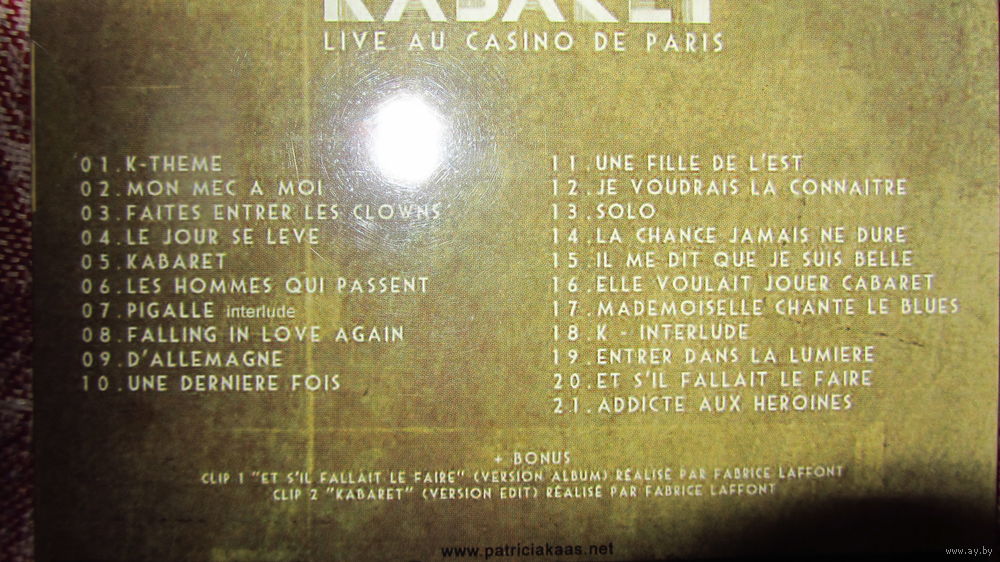 KABARET
LIVE AU CASINO DE PARIS
01.K-THEME
02.MON MEC A MOI
03.FAITES ENTRER LES CLOWNS
04.LE JOUR SE LEVE
05.KABARET
06.LES HOMMES QUI PASSENT
07.PIGALLE interlude
08.FALLING IN LOVE AGAIN
09.D'ALLEMAGNE
10.UNE DERNIERE FOIS
11.UNE FILLE DE L'EST
12.JE VOUDRAIS LA CONNAITRE
13.SOLO
14.LA CHANCE JAMAIS NE DURE
15.IL ME DIT QUE JE SUIS BELLE
16.ELLE VOULAIT JOUER CABARET
17.MADEMOISELLE CHANTE LE BLUES
18.K - INTERLUDE
19.ENTRER DANS LA LUMIERE
20.ET S'IL FALLAIT LE FAIRE
21.ADDICTE AUX HEROINES
+ BONUS
CLIP 1 "ET S'IL FALLAIT LE FAIRE" (VERSION ALBUM) RÉALISÉ PAR FABRICE LAFFONT
CLIP 2 "KABARET" (VERSION EDIT) RÉALISÉ PAR FABRICE LAFFONT
www.patriciakaas.net
www.ay.by